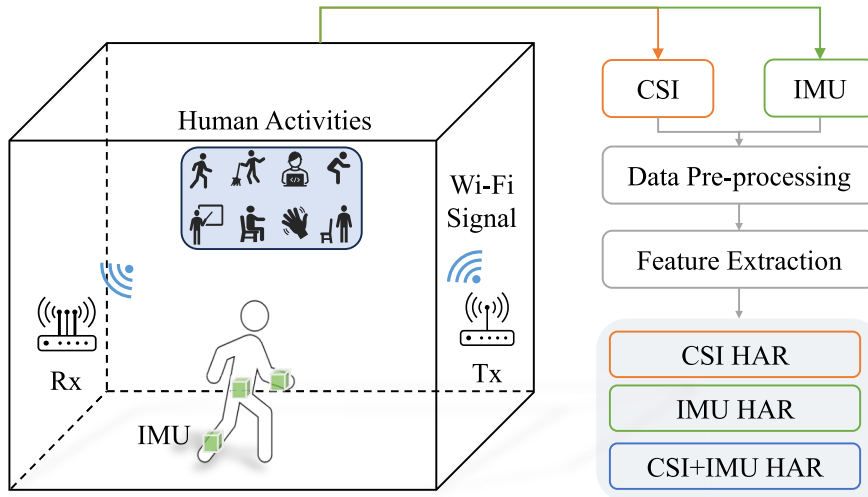 Human Activities
Wi-Fi
Signal
Rx
Tx
IMU
CSI
IMU
Data Pre-processing
Feature Extraction
CSI HAR
IMU HAR
CSI+IMU HAR